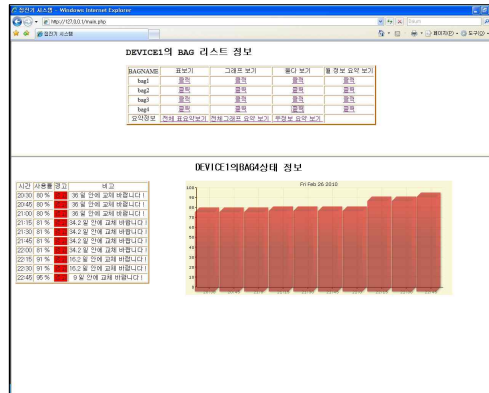 집진기 시스템 - Windows Internet Explorer
http://127.0.0.1/main.php
집진기 시스템
DEVICE1의 BAG 리스트 정보
BAGNAME 표보기 그래프 보기 둘다 보기 월 정보 요약 보기
bag1 클릭 클릭 클릭 클릭
bag2 클릭 클릭 클릭 클릭
bag3 클릭 클릭 클릭 클릭
bag4 클릭 클릭 클릭 클릭
요약정보 전체 표요약보기 전체그래프 요약 보기 두정보 요약 보기
DEVICE1의BAG4상태 정보
시간 사용률 경고 비고
20:30 80 % 36 일 안에 교체 바랍니다 !
20:45 80 % 36 일 안에 교체 바랍니다 !
21:00 80 % 36 일 안에 교체 바랍니다 !
21:15 81 % 34.2 일 안에 교체 바랍니다 !
21:30 81 % 34.2 일 안에 교체 바랍니다 !
21:45 81 % 34.2 일 안에 교체 바랍니다 !
22:00 81 % 34.2 일 안에 교체 바랍니다 !
22:15 91 % 16.2 일 안에 교체 바랍니다 !
22:30 91 % 16.2 일 안에 교체 바랍니다 !
22:45 95 % 9 일 안에 교체 바랍니다 !
Fri Feb 26 2010
100
90
80
70
60
50
40
30
20
10
0